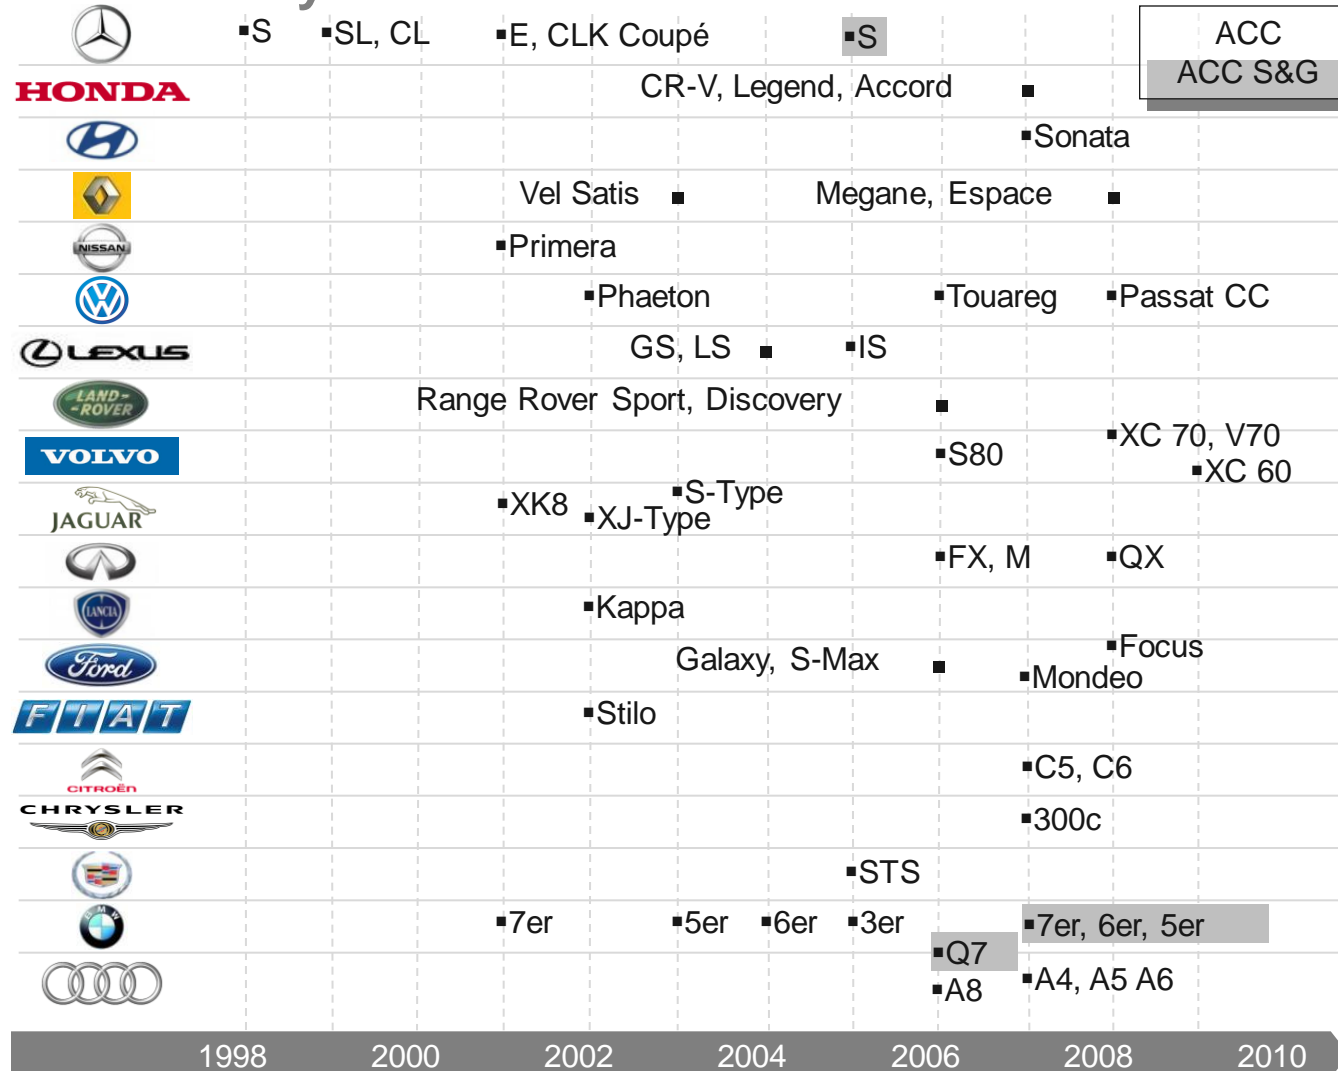 ▪S ▪SL, CL ▪E, CLK Coupé ▪S ACC
ACC S&G
HONDA CR-V, Legend, Accord ▪
▪Sonata
Vel Satis ▪ Megane, Espace ▪
NISSAN ▪Primera
▪Phaeton ▪Touareg ▪Passat CC
LEXUS GS, LS ▪ ▪IS
LAND-ROVER Range Rover Sport, Discovery ▪
▪XC 70, V70
VOLVO ▪S80
▪XC 60
▪S-Type
JAGUAR ▪XK8
▪XJ-Type
▪FX, M ▪QX
LANCIA ▪Kappa
▪Focus
Ford Galaxy, S-Max ▪
▪Mondeo
FIAT ▪Stilo
CITROËN ▪C5, C6
CHRYSLER ▪300c
▪STS
BMW ▪7er ▪5er ▪6er ▪3er ▪7er, 6er, 5er
▪Q7
▪A4, A5 A6
▪A8
1998 2000 2002 2004 2006 2008 2010